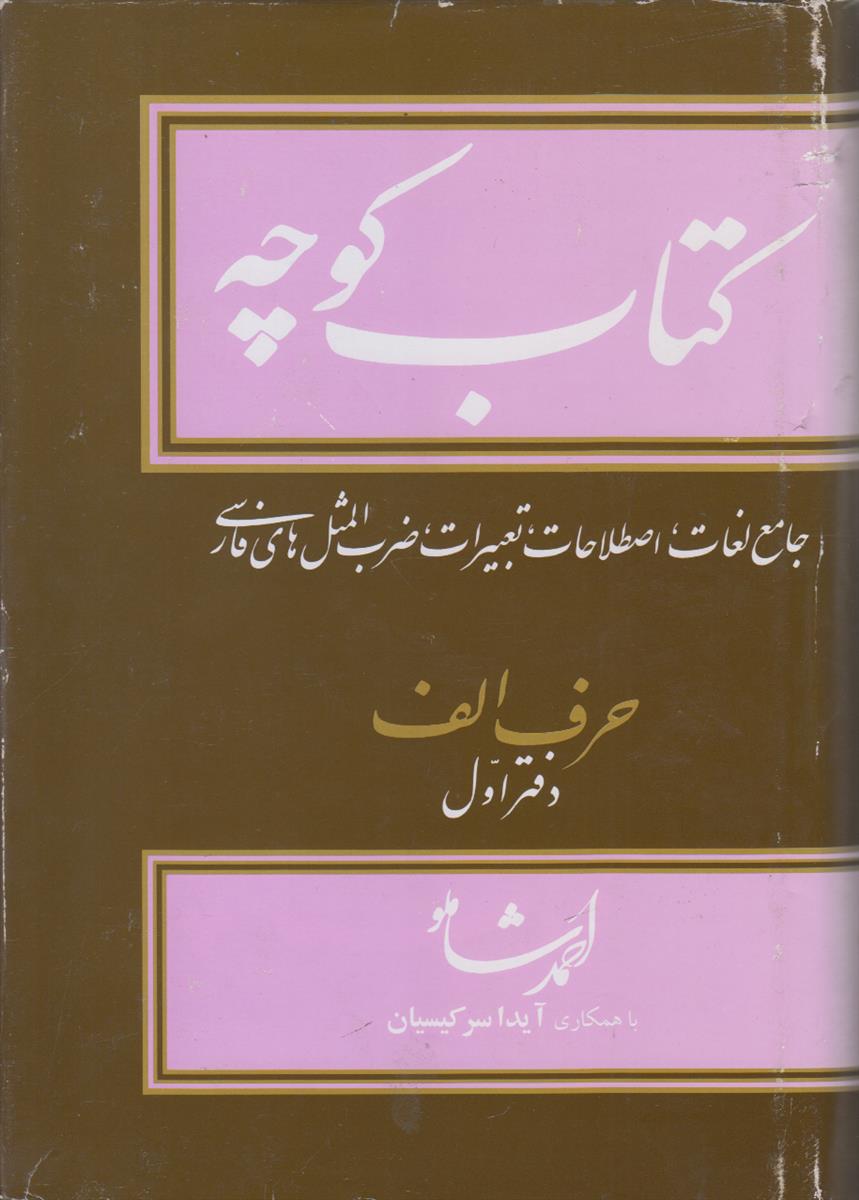 کتاب کوچه
جامع لغات، اصطلاحات، تعبیرات، ضرب المثل های فارسی
حرف الف
دفتر اوّل
احمد شاملو
با همکاری آیدا سرکیسیان